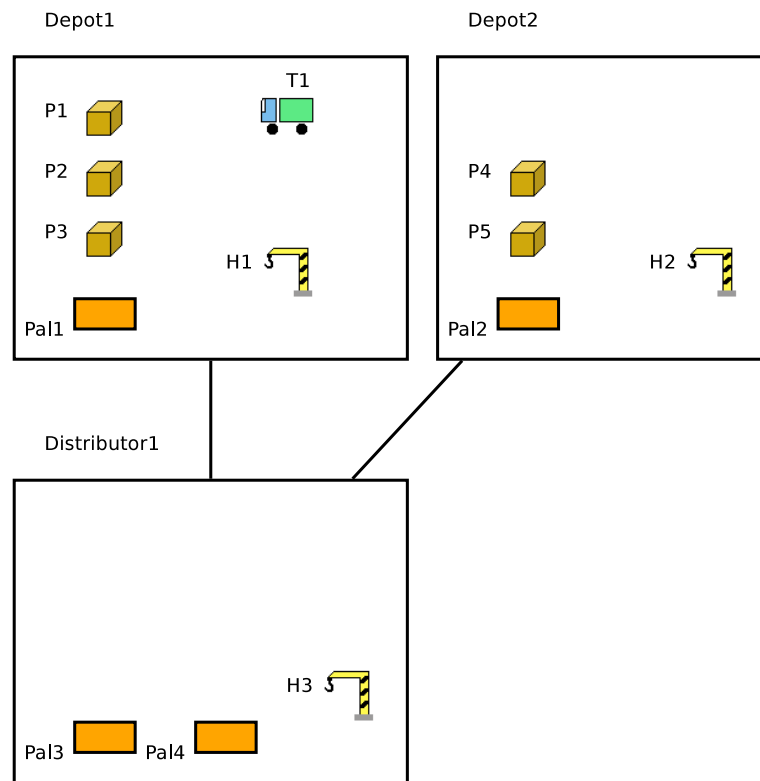 Depot1
Depot2
T1
P1
P2
P4
P3
P5
H1
H2
Pal1
Pal2
Distributor1
H3
Pal3
Pal4